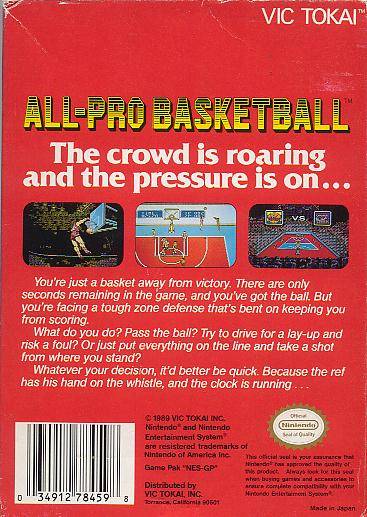 VIC TOKAI™
ALL-PRO BASKETBALL™
The crowd is roaring
and the pressure is on...
VS
You're just a basket away from victory. There are only
seconds remaining in the game, and you've got the ball. But
you're facing a tough zone defense that's bent on keeping you
from scoring.
What do you do? Pass the ball? Try to drive for a lay-up and
risk a foul? Or just put everything on the line and take a shot
from where you stand?
Whatever your decision, it'd better be quick. Because the ref
has his hand on the whistle, and the clock is running . . .
© 1989 VIC TOKAI INC.
Nintendo® and Nintendo
Entertainment System®
are registered trademarks of
Nintendo of America Inc.
Game Pak "NES-GP"
Distributed by
VIC TOKAI, INC.
Torrance, California 90501
0 34912 78459 8
Official
Nintendo®
Seal of Quality
This official seal is your assurance that
Nintendo® has approved the quality of
this product. Always look for this seal
when buying games and accessories to
ensure complete compatibility with your
Nintendo Entertainment System®.
Made in Japan